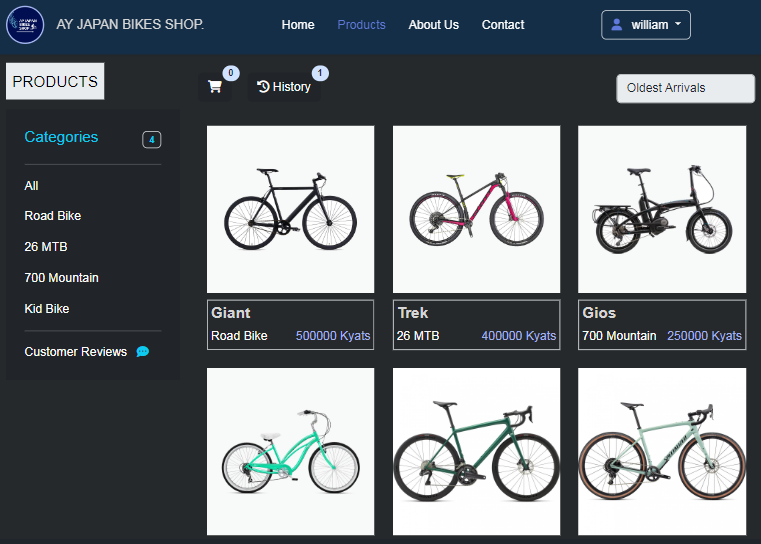 AY JAPAN BIKES SHOP.
Home Products About Us Contact
william
PRODUCTS
0
History 1
Oldest Arrivals
Categories 4
All
Road Bike
26 MTB
700 Mountain
Kid Bike
Customer Reviews
Giant
Road Bike 500000 Kyats
Trek
26 MTB 400000 Kyats
Gios
700 Mountain 250000 Kyats